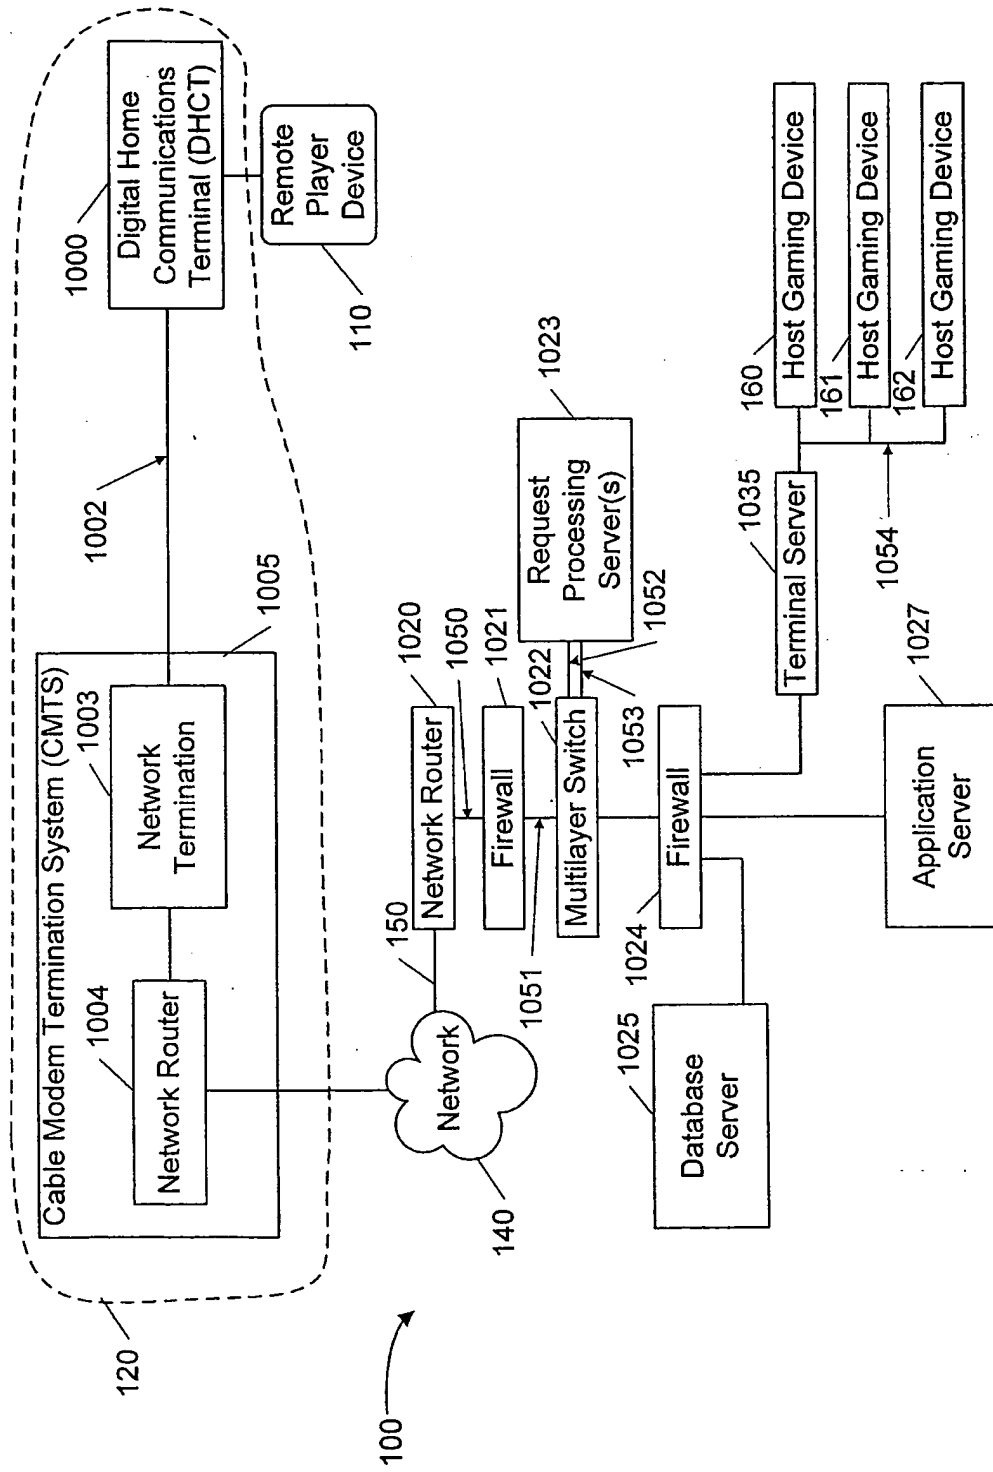 Cable Modem Termination System (CMTS)
1004
Network Router
1003
Network
Termination
1005
1002
1000
Digital Home
Communications
Terminal (DHCT)
Remote
Player
Device
110
120
100
140
Network
150
Network Router
1020
1050
Firewall
1021
1051
Multilayer Switch
1022
1053
1052
Request
Processing
Server(s)
1023
1024
Firewall
1025
Database
Server
Application
Server
1027
Terminal Server
1035
1054
160
Host Gaming Device
161
Host Gaming Device
162
Host Gaming Device